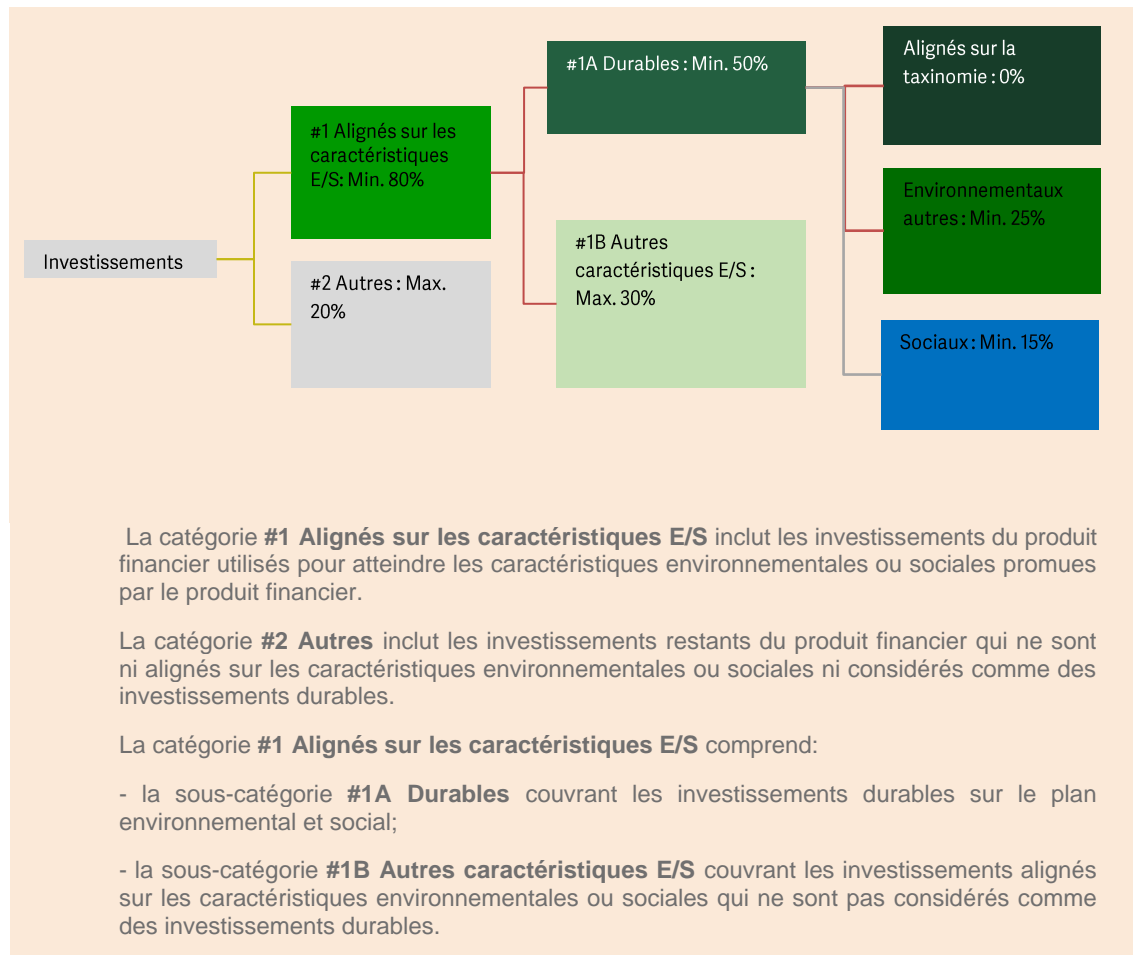 Investissements
#1 Alignés sur les
caractéristiques
E/S: Min. 80%
#2 Autres : Max.
20%
#1A Durables : Min. 50%
#1B Autres
caractéristiques E/S :
Max. 30%
Alignés sur la
taxinomie : 0%
Environnementaux
autres : Min. 25%
Sociaux : Min. 15%
La catégorie #1 Alignés sur les caractéristiques E/S inclut les investissements du produit
financier utilisés pour atteindre les caractéristiques environnementales ou sociales promues
par le produit financier.
La catégorie #2 Autres inclut les investissements restants du produit financier qui ne sont
ni alignés sur les caractéristiques environnementales ou sociales ni considérés comme des
investissements durables.
La catégorie #1 Alignés sur les caractéristiques E/S comprend:
- la sous-catégorie #1A Durables couvrant les investissements durables sur le plan
environnemental et social;
- la sous-catégorie #1B Autres caractéristiques E/S couvrant les investissements alignés
sur les caractéristiques environnementales ou sociales qui ne sont pas considérés comme
des investissements durables.